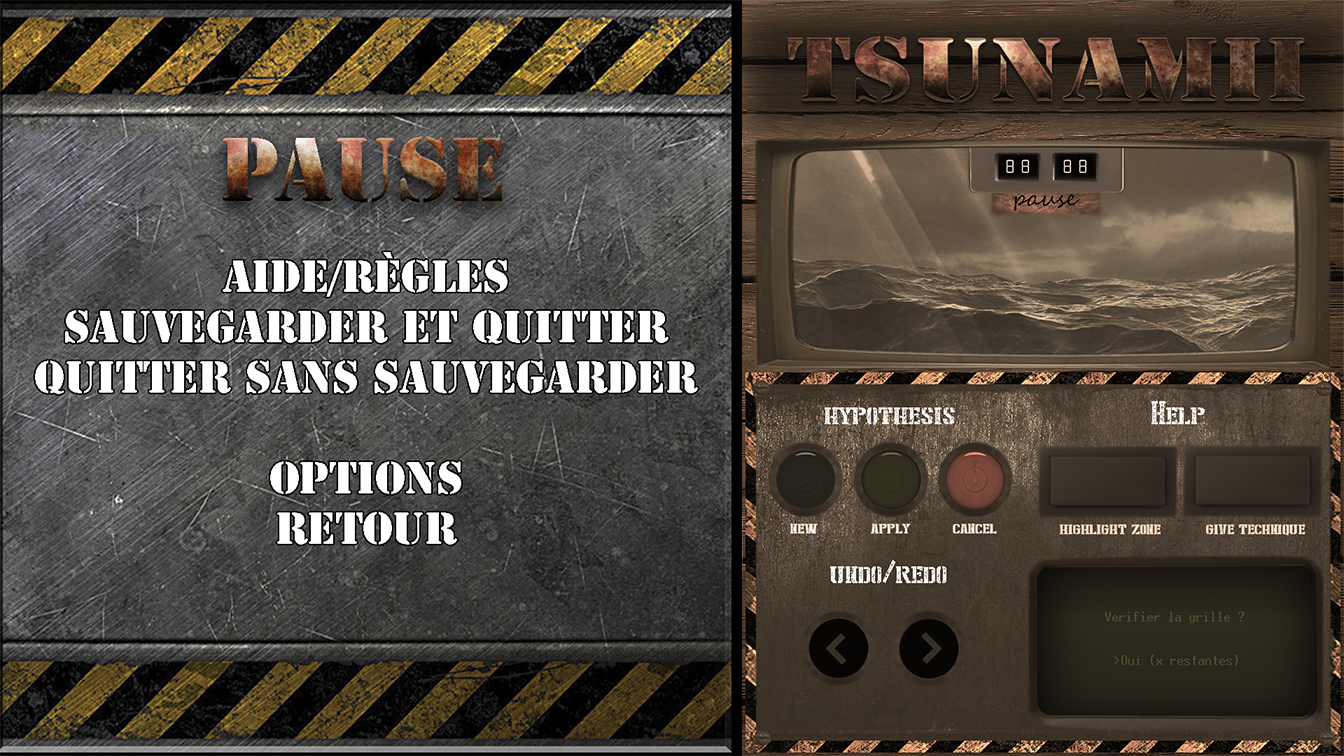 PAUSE
AIDE/RÈGLES
SAUVEGARDER ET QUITTER
QUITTER SANS SAUVEGARDER
OPTIONS
RETOUR
TSUNAMII
88 88
pause
HYPOTHESIS
HELP
NEW
APPLY
CANCEL
HIGHLIGHT ZONE
GIVE TECHNIQUE
UNDO/REDO
Verifier la grille ?
>Oui (x restantes)